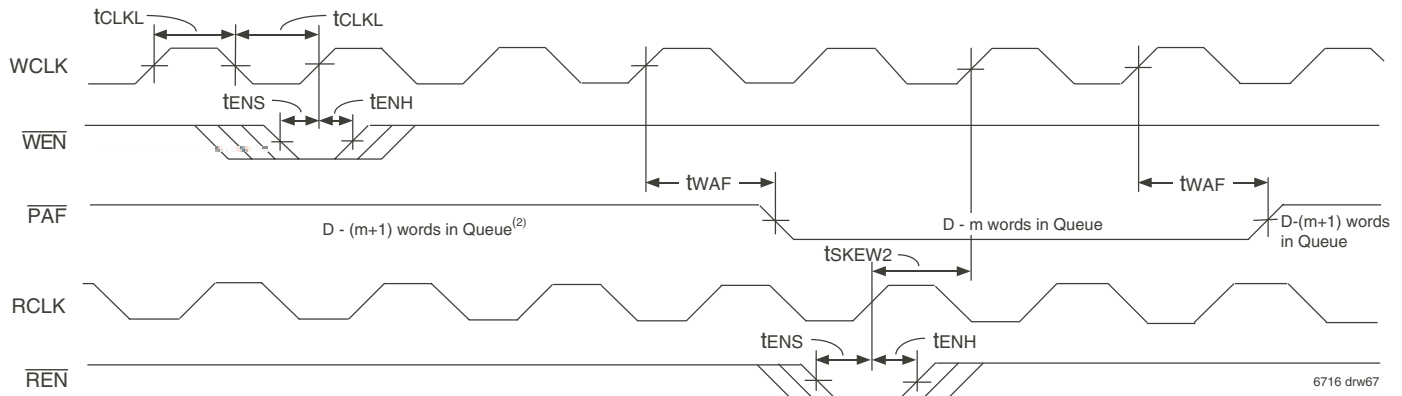 tCLKL tCLKL
WCLK
tENS tENH
WEN
tWAF tWAF
PAF
D - (m+1) words in Queue(2)
D - m words in Queue
D-(m+1) words
in Queue
tSKEW2
RCLK
tENS tENH
REN
6716 drw67